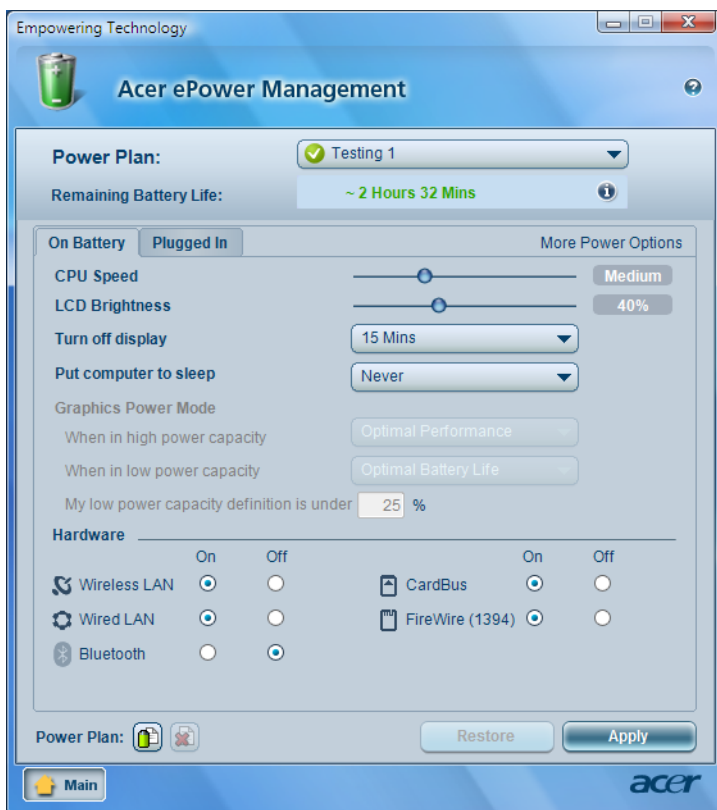 Empowering Technology
Acer ePower Management
Power Plan: Testing 1
Remaining Battery Life: ~ 2 Hours 32 Mins
On Battery Plugged In More Power Options
CPU Speed Medium
LCD Brightness 40%
Turn off display 15 Mins
Put computer to sleep Never
Graphics Power Mode
When in high power capacity Optimal Performance
When in low power capacity Optimal Battery Life
My low power capacity definition is under 25 %
Hardware
On Off On Off
Wireless LAN CardBus
Wired LAN FireWire (1394)
Bluetooth
Power Plan: Restore Apply
Main acer